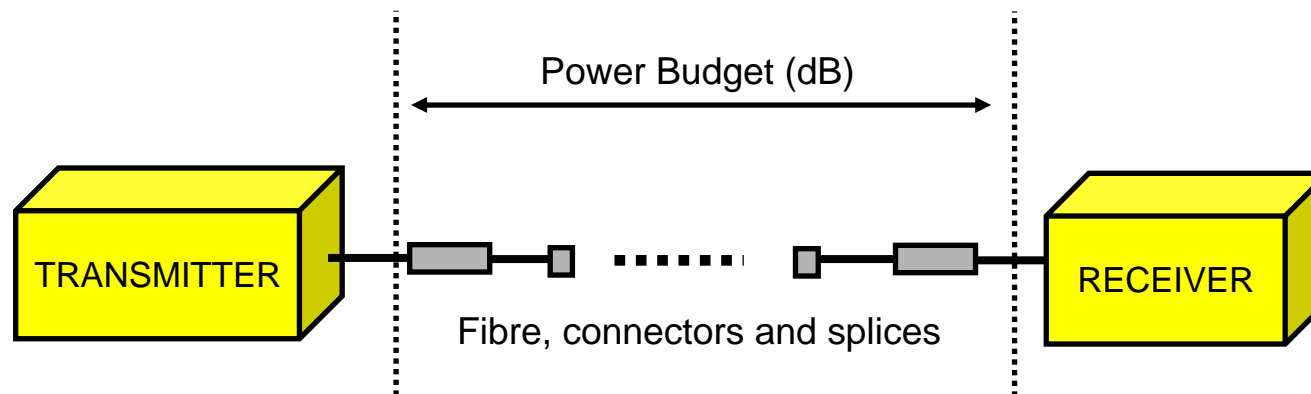 Power Budget (dB)
TRANSMITTER
RECEIVER
Fibre, connectors and splices